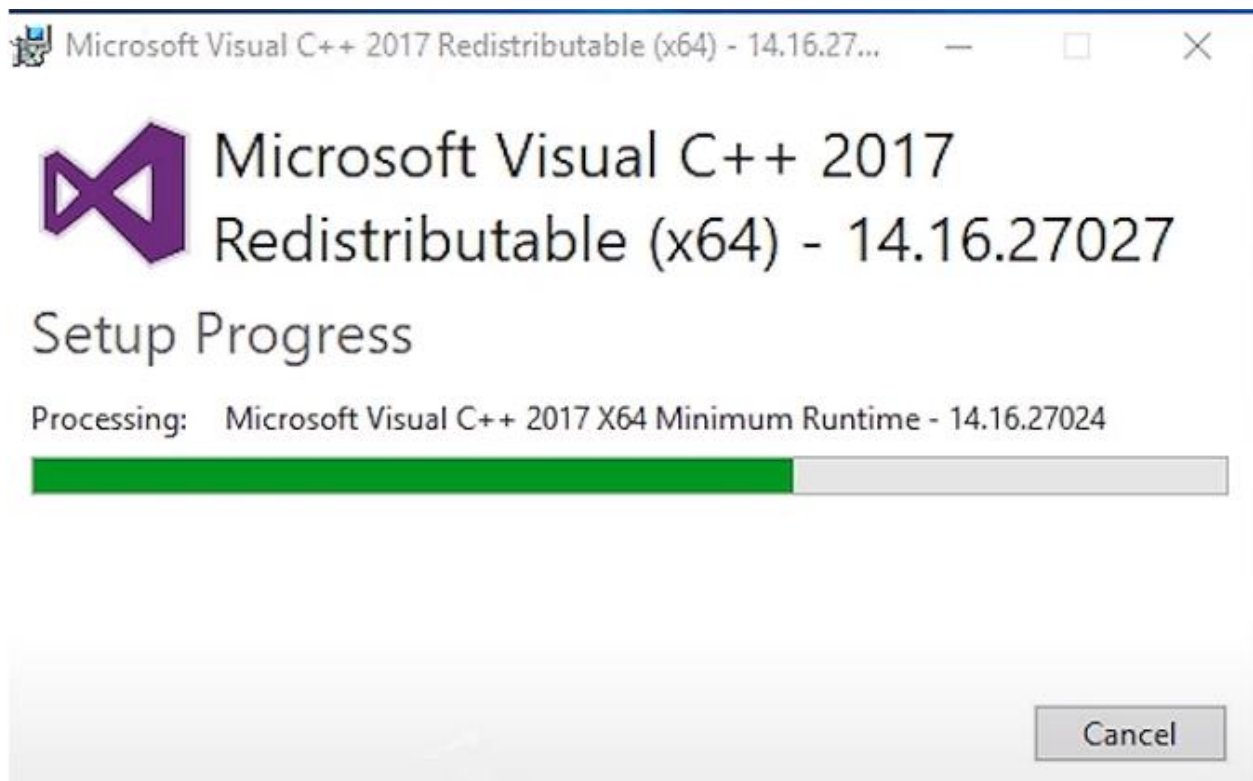 Microsoft Visual C++ 2017 Redistributable (x64) - 14.16.27...
Microsoft Visual C++ 2017
Redistributable (x64) - 14.16.27027
Setup Progress
Processing: Microsoft Visual C++ 2017 X64 Minimum Runtime - 14.16.27024
Cancel